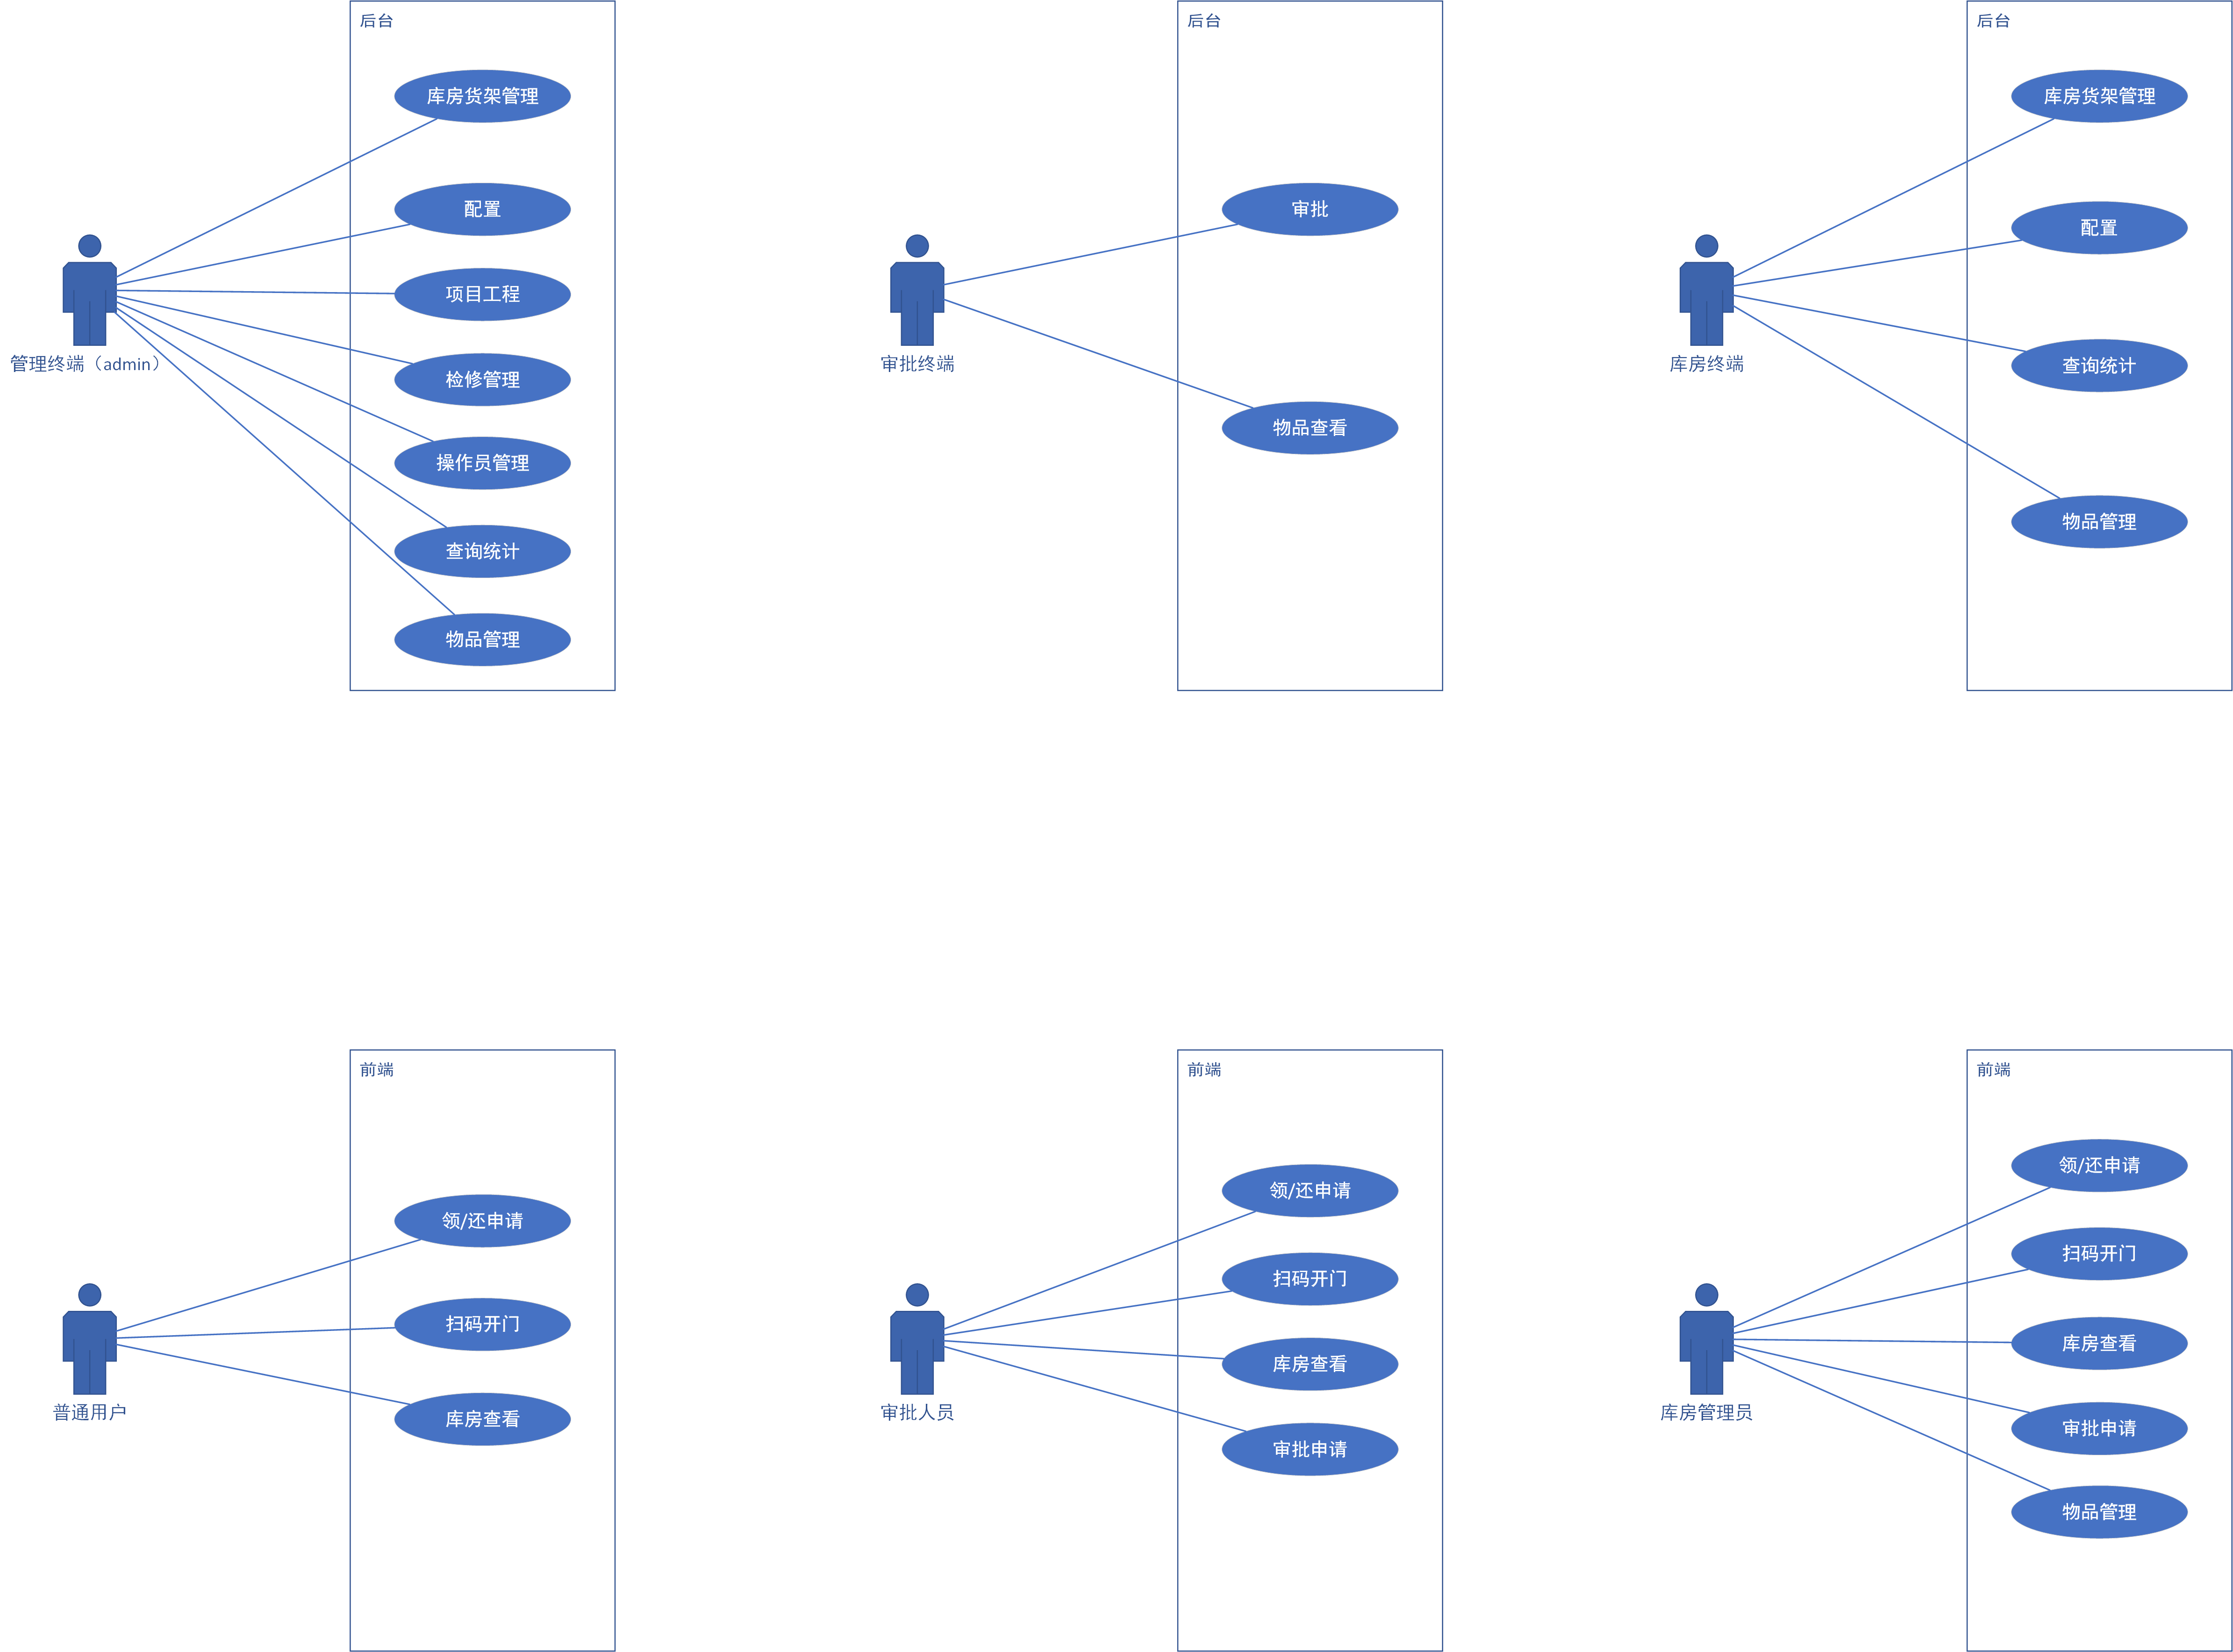 后台
库房货架管理
配置
项目工程
检修管理
操作员管理
查询统计
物品管理
管理终端（admin）
后台
审批
物品查看
审批终端
后台
库房货架管理
配置
查询统计
物品管理
库房终端
前端
领/还申请
扫码开门
库房查看
普通用户
前端
领/还申请
扫码开门
库房查看
审批申请
审批人员
前端
领/还申请
扫码开门
库房查看
审批申请
物品管理
库房管理员